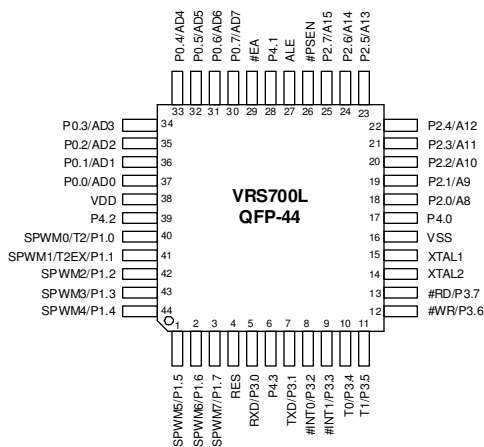 P0.4/AD4
P0.5/AD5
P0.6/AD6
P0.7/AD7
#EA
P4.1
ALE
#PSEN
P2.7/A15
P2.6/A14
P2.5/A13
33
32
31
30
29
28
27
26
25
24
23
P0.3/AD3
34
P0.2/AD2
35
P0.1/AD1
36
P0.0/AD0
37
VDD
38
P4.2
39
SPWM0/T2/P1.0
40
SPWM1/T2EX/P1.1
41
SPWM2/P1.2
42
SPWM3/P1.3
43
SPWM4/P1.4
44
VRS700L
QFP-44
22
P2.4/A12
21
P2.3/A11
20
P2.2/A10
19
P2.1/A9
18
P2.0/A8
17
P4.0
16
VSS
15
XTAL1
14
XTAL2
13
#RD/P3.7
12
#WR/P3.6
1
2
3
4
5
6
7
8
9
10
11
SPWM5/P1.5
SPWM6/P1.6
SPWM7/P1.7
RES
RXD/P3.0
P4.3
TXD/P3.1
#INT0/P3.2
#INT1/P3.3
T0/P3.4
T1/P3.5